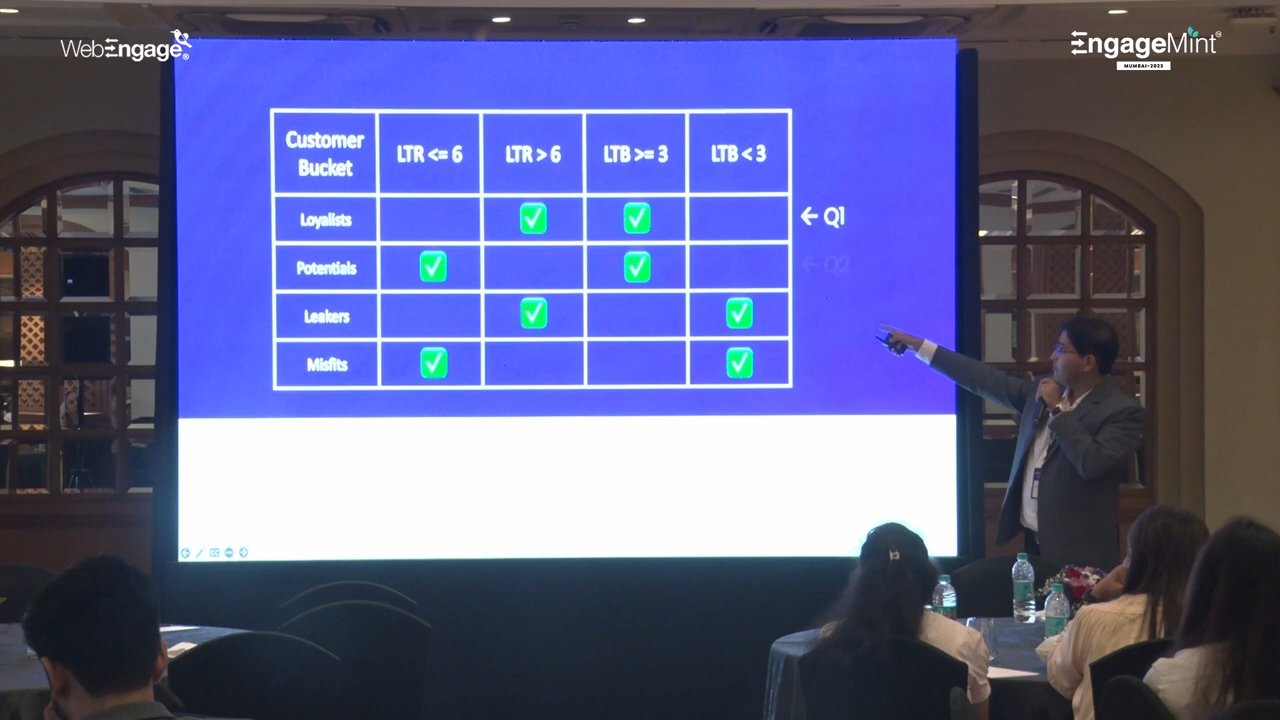 WebEngage
EngageMint
MUMBAI-2023
Customer Bucket LTR <= 6 LTR > 6 LTB >= 3 LTB < 3
Loyalists ✅ ✅ ← Q1
Potentials ✅ ✅ ← Q2
Leakers ✅ ✅
Misfits ✅ ✅